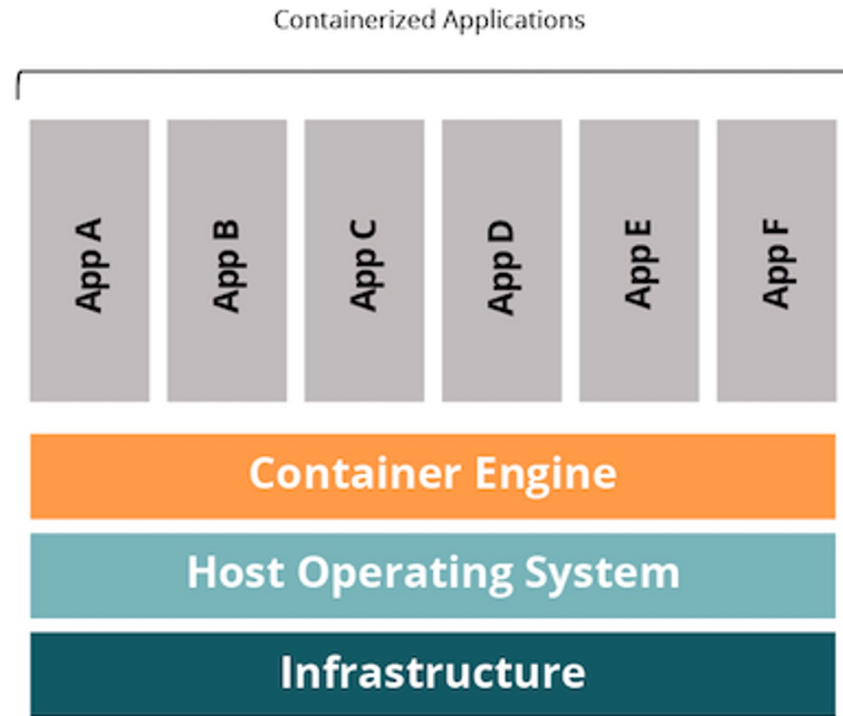 Containerized Applications
App A
App B
App C
App D
App E
App F
Container Engine
Host Operating System
Infrastructure